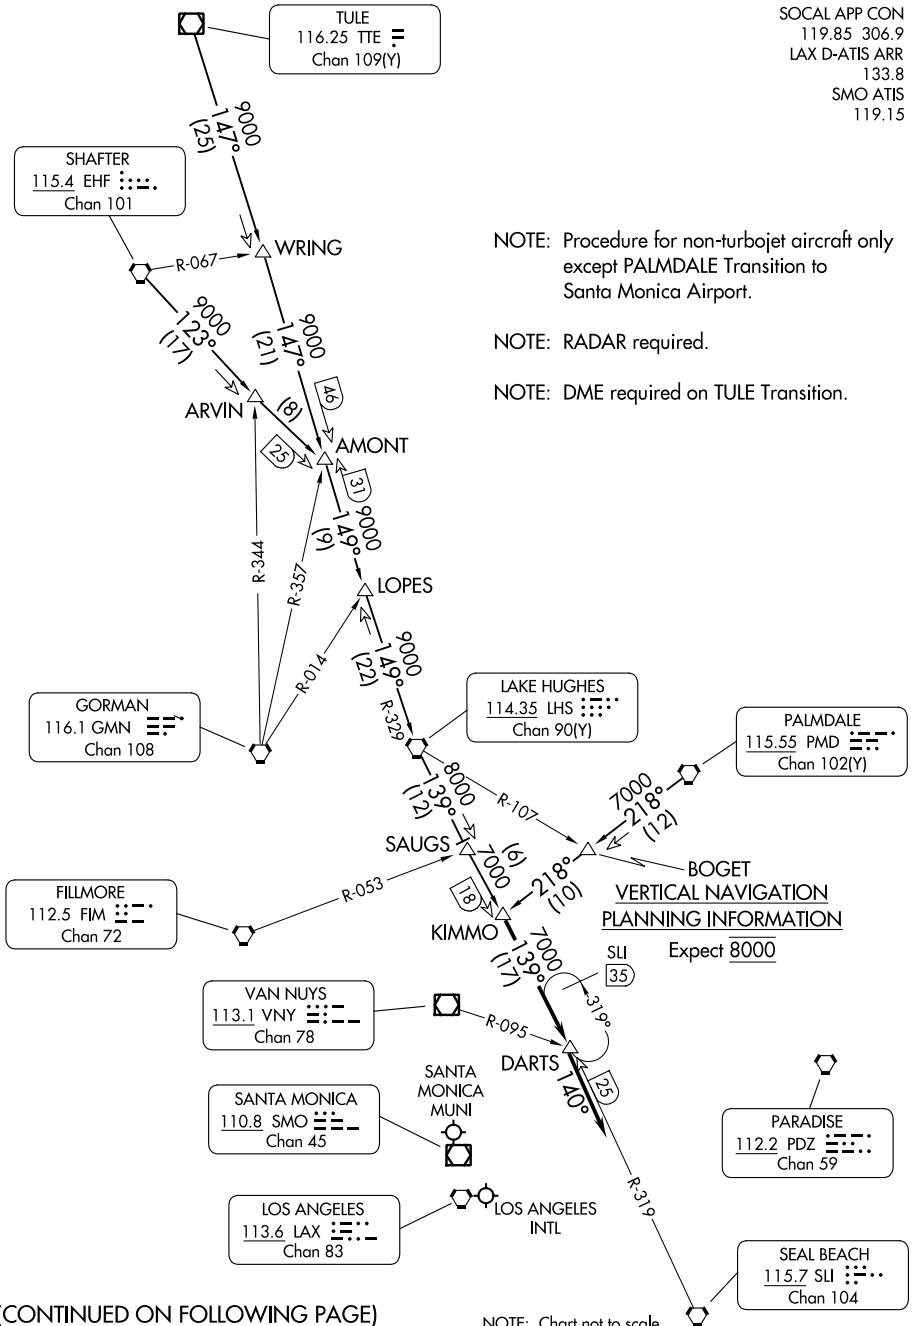 TULE
116.25 TTE
Chan 109(Y)
SOCAL APP CON
119.85 306.9
LAX D-ATIS ARR
133.8
SMO ATIS
119.15
9000
147°
(25)
SHAFTER
115.4 EHF
Chan 101
WRING
R-067
NOTE: Procedure for non-turbojet aircraft only
except PALMDALE Transition to
Santa Monica Airport.
NOTE: RADAR required.
NOTE: DME required on TULE Transition.
9000
123°
(17)
9000
147°
(21)
46
ARVIN
(8)
25
AMONT
31
9000
149°
(9)
R-344
R-357
R-014
LOPES
9000
149°
(22)
R-329
GORMAN
116.1 GMN
Chan 108
LAKE HUGHES
114.35 LHS
Chan 90(Y)
PALMDALE
115.55 PMD
Chan 102(Y)
8000
139°
(12)
R-107
7000
218°
(12)
SAUGS
(6)
7000
18
BOGET
218°
(10)
VERTICAL NAVIGATION
PLANNING INFORMATION
Expect 8000
FILLMORE
112.5 FIM
Chan 72
R-053
KIMMO
7000
139°
(17)
SLI
35
319°
VAN NUYS
113.1 VNY
Chan 78
R-095
DARTS
25
140°
SANTA
MONICA
MUNI
SANTA MONICA
110.8 SMO
Chan 45
PARADISE
112.2 PDZ
Chan 59
LOS ANGELES
113.6 LAX
Chan 83
LOS ANGELES
INTL
R-319
SEAL BEACH
115.7 SLI
Chan 104
(CONTINUED ON FOLLOWING PAGE)
NOTE: Chart not to scale